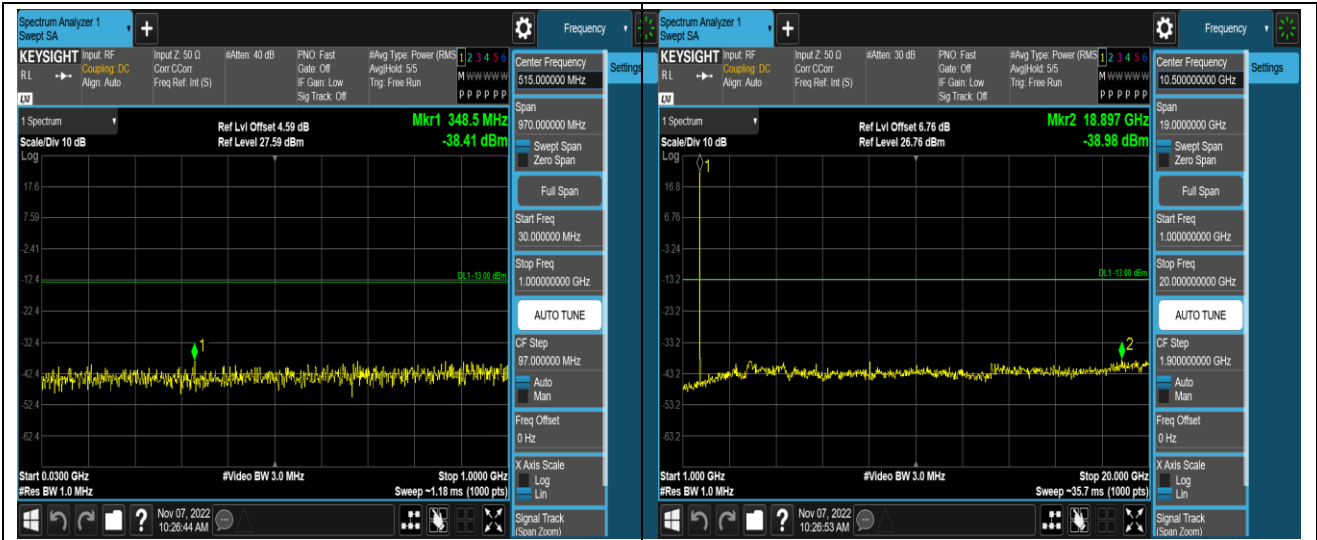 Spectrum Analyzer 1
Swept SA
KEYSIGHT
RL
LXI
Input: RF
Coupling: DC
Align: Auto
Input Z: 50 Ω
Corr CCorr
Freq Ref: Int (S)
#Atten: 40 dB
PNO: Fast
Gate: Off
IF Gain: Low
Sig Track: Off
#Avg Type: Power (RMS
Avg|Hold: 5/5
Trig: Free Run
1 2 3 4 5 6
M W W W W W
P P P P P P
1 Spectrum
Scale/Div 10 dB
Log
Ref Lvl Offset 4.59 dB
Ref Level 27.59 dBm
Mkr1 348.5 MHz
-38.41 dBm
17.6
7.59
-2.41
-12.4
-22.4
-32.4
-42.4
-52.4
-62.4
DL1 -13.00 dBm
1
Start 0.0300 GHz
#Res BW 1.0 MHz
#Video BW 3.0 MHz
Stop 1.0000 GHz
Sweep ~1.18 ms (1000 pts)
?
Nov 07, 2022
10:26:44 AM
Frequency
Settings
Center Frequency
515.000000 MHz
Span
970.000000 MHz
Swept Span
Zero Span
Full Span
Start Freq
30.000000 MHz
Stop Freq
1.000000000 GHz
AUTO TUNE
CF Step
97.000000 MHz
Auto
Man
Freq Offset
0 Hz
X Axis Scale
Log
Lin
Signal Track
(Span Zoom)
Spectrum Analyzer 1
Swept SA
KEYSIGHT
RL
LXI
Input: RF
Coupling: DC
Align: Auto
Input Z: 50 Ω
Corr CCorr
Freq Ref: Int (S)
#Atten: 30 dB
PNO: Fast
Gate: Off
IF Gain: Low
Sig Track: Off
#Avg Type: Power (RMS
Avg|Hold: 5/5
Trig: Free Run
1 2 3 4 5 6
M W W W W W
P P P P P P
1 Spectrum
Scale/Div 10 dB
Log
Ref Lvl Offset 6.76 dB
Ref Level 26.76 dBm
Mkr2 18.897 GHz
-38.98 dBm
1
16.8
6.76
-3.24
-13.2
-23.2
-33.2
-43.2
-53.2
-63.2
DL1 -13.00 dBm
2
Start 1.000 GHz
#Res BW 1.0 MHz
#Video BW 3.0 MHz
Stop 20.000 GHz
Sweep ~35.7 ms (1000 pts)
?
Nov 07, 2022
10:26:53 AM
Frequency
Settings
Center Frequency
10.500000000 GHz
Span
19.0000000 GHz
Swept Span
Zero Span
Full Span
Start Freq
1.000000000 GHz
Stop Freq
20.000000000 GHz
AUTO TUNE
CF Step
1.900000000 GHz
Auto
Man
Freq Offset
0 Hz
X Axis Scale
Log
Lin
Signal Track
(Span Zoom)